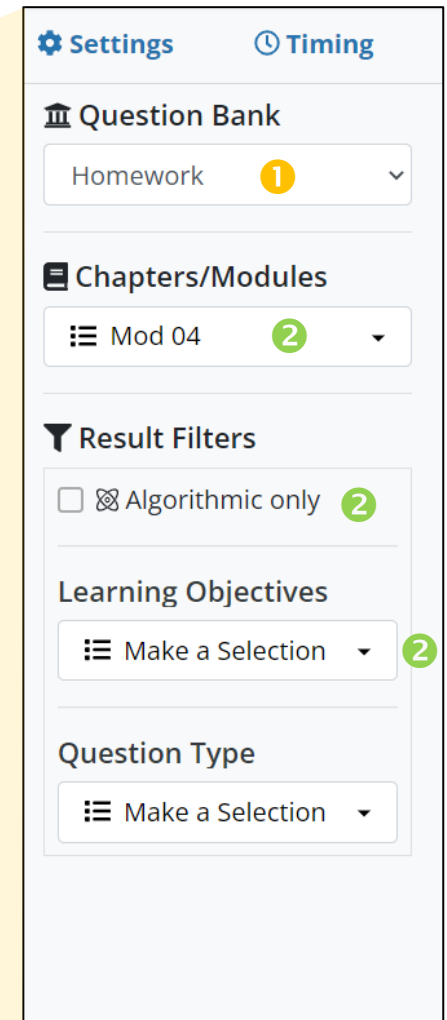 Settings Timing
Question Bank
Homework 1
Chapters/Modules
Mod 04 2
Result Filters
Algorithmic only 2
Learning Objectives
Make a Selection 2
Question Type
Make a Selection